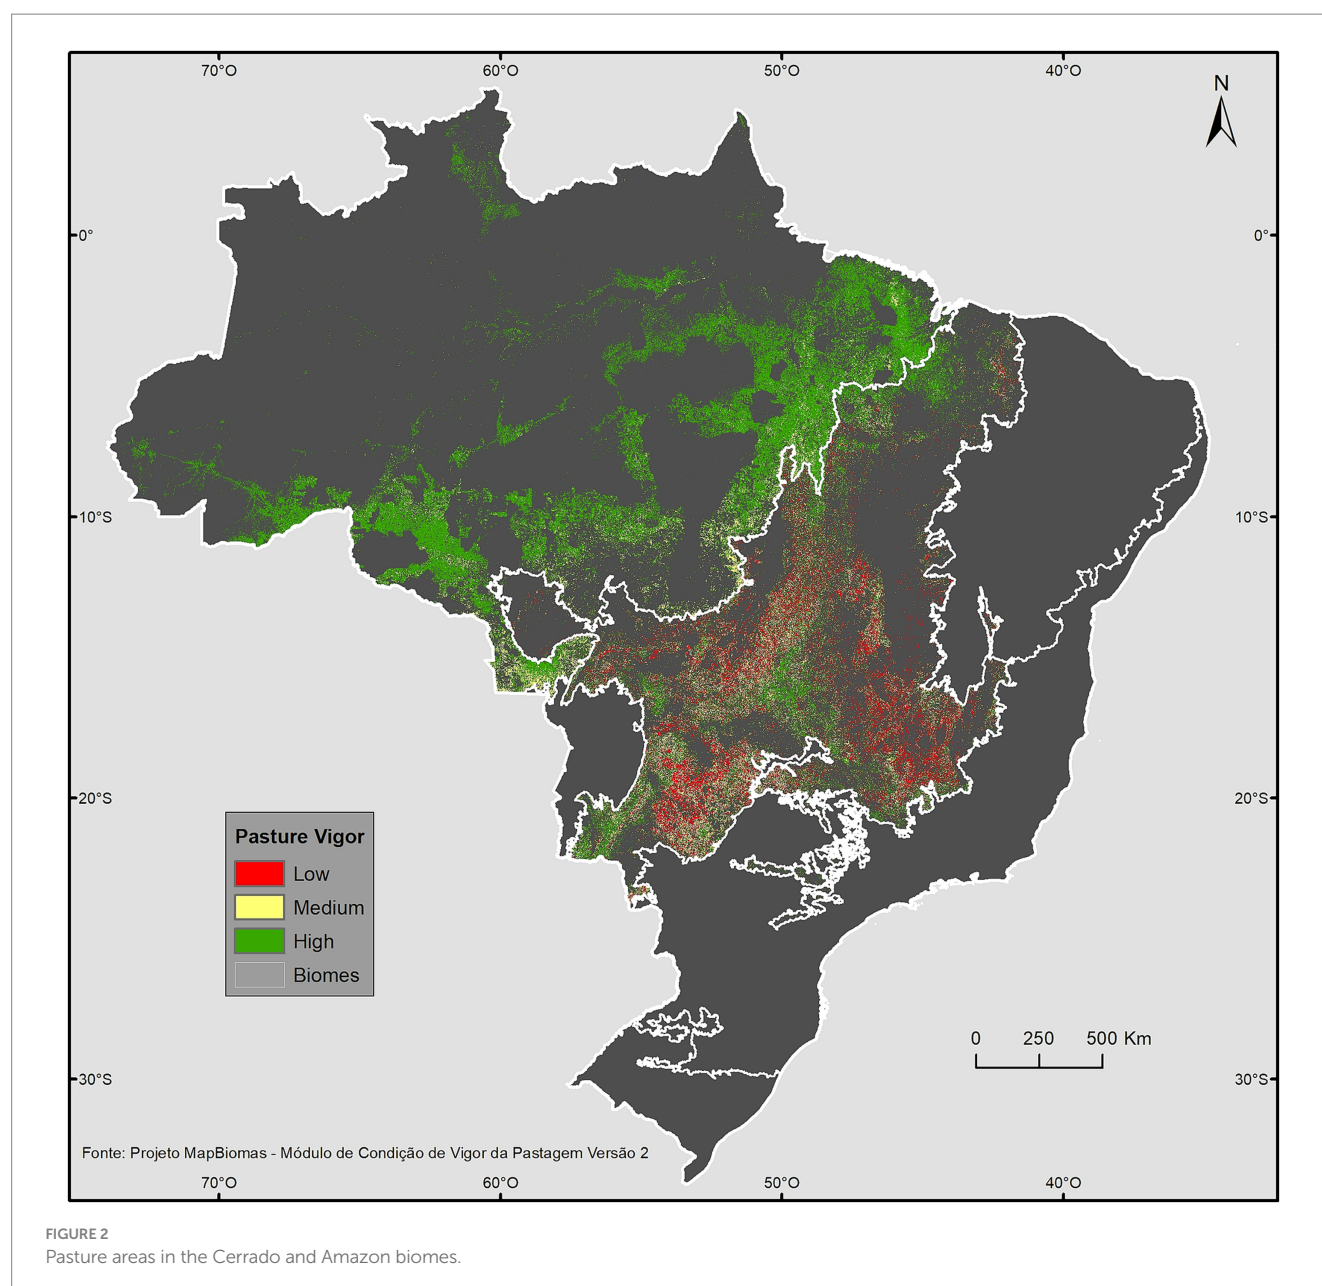 70°O 60°O 50°O 40°O
N
0° 0°
10°S 10°S
20°S 20°S
Pasture Vigor
Low
Medium
High
Biomes
0 250 500 Km
30°S 30°S
Fonte: Projeto MapBiomas - Módulo de Condição de Vigor da Pastagem Versão 2
70°O 60°O 50°O 40°O
FIGURE 2
Pasture areas in the Cerrado and Amazon biomes.